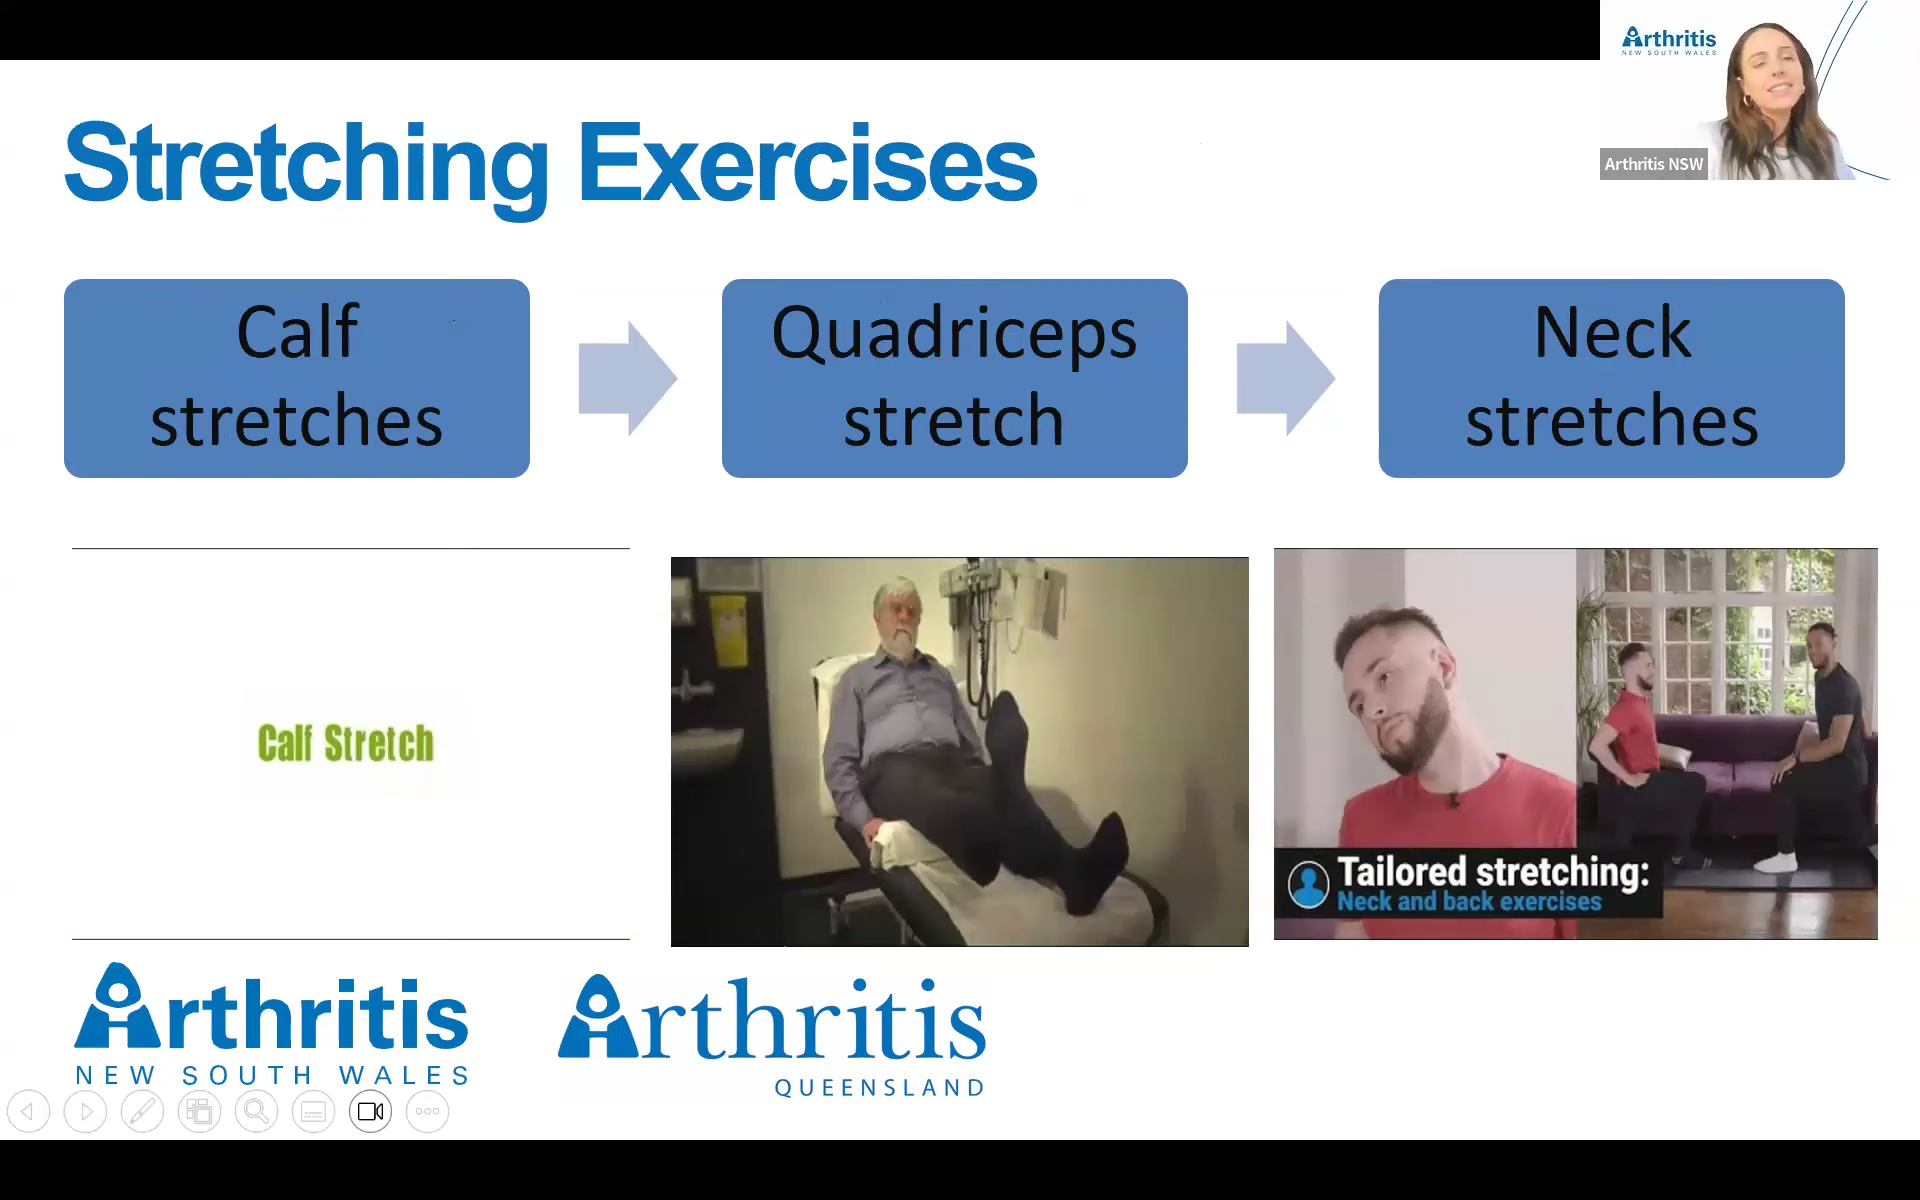 Arthritis
NEW SOUTH WALES
Arthritis NSW
Stretching Exercises
Calf
stretches
Quadriceps
stretch
Neck
stretches
Calf Stretch
Tailored stretching:
Neck and back exercises
Arthritis
NEW SOUTH WALES
Arthritis
QUEENSLAND